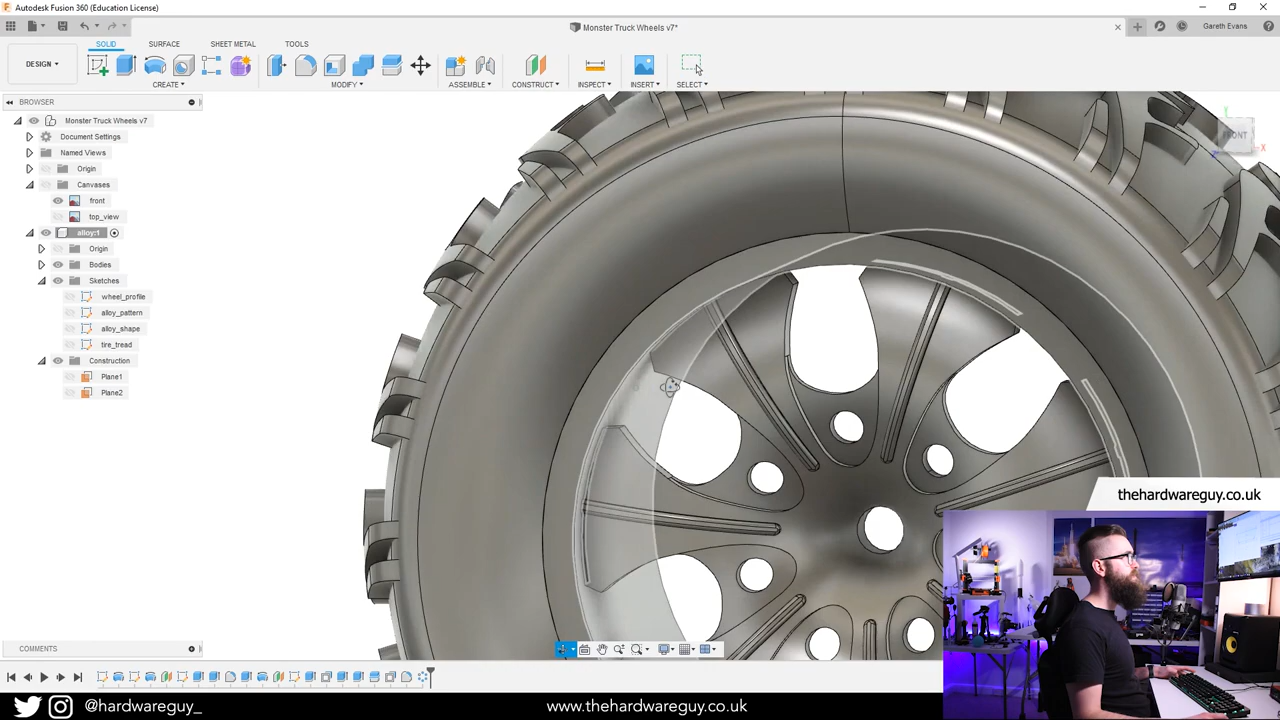 Autodesk Fusion 360 (Education License)
Monster Truck Wheels v7*
Gareth Evans
DESIGN
SOLID
SURFACE
SHEET METAL
TOOLS
CREATE
MODIFY
ASSEMBLE
CONSTRUCT
INSPECT
INSERT
SELECT
BROWSER
Monster Truck Wheels v7
Document Settings
Named Views
Origin
Canvases
front
top_view
alloy:1
Origin
Bodies
Sketches
wheel_profile
alloy_pattern
alloy_shape
tire_tread
Construction
Plane1
Plane2
FRONT
X
thehardwareguy.co.uk
COMMENTS
@hardwareguy_
www.thehardwareguy.co.uk